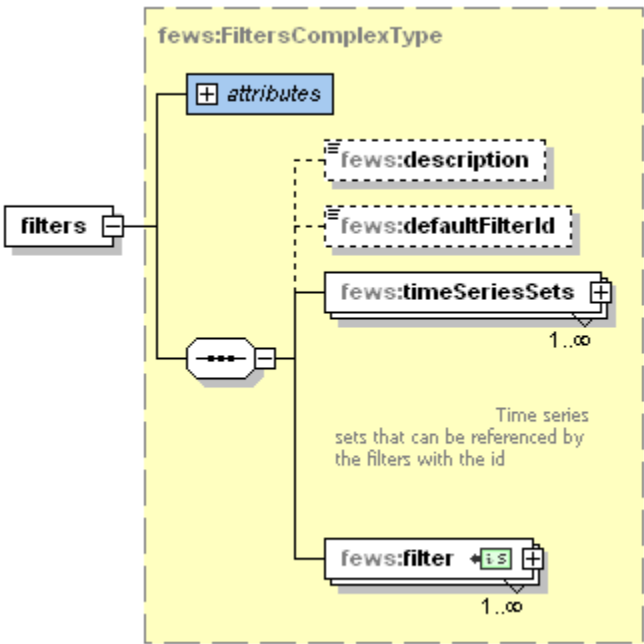 fews:FiltersComplexType
attributes
fews:description
fews:defaultFilterId
filters
fews:timeSeriesSets
1..∞
Time series
sets that can be referenced by
the filters with the id
fews:filter is
1..∞